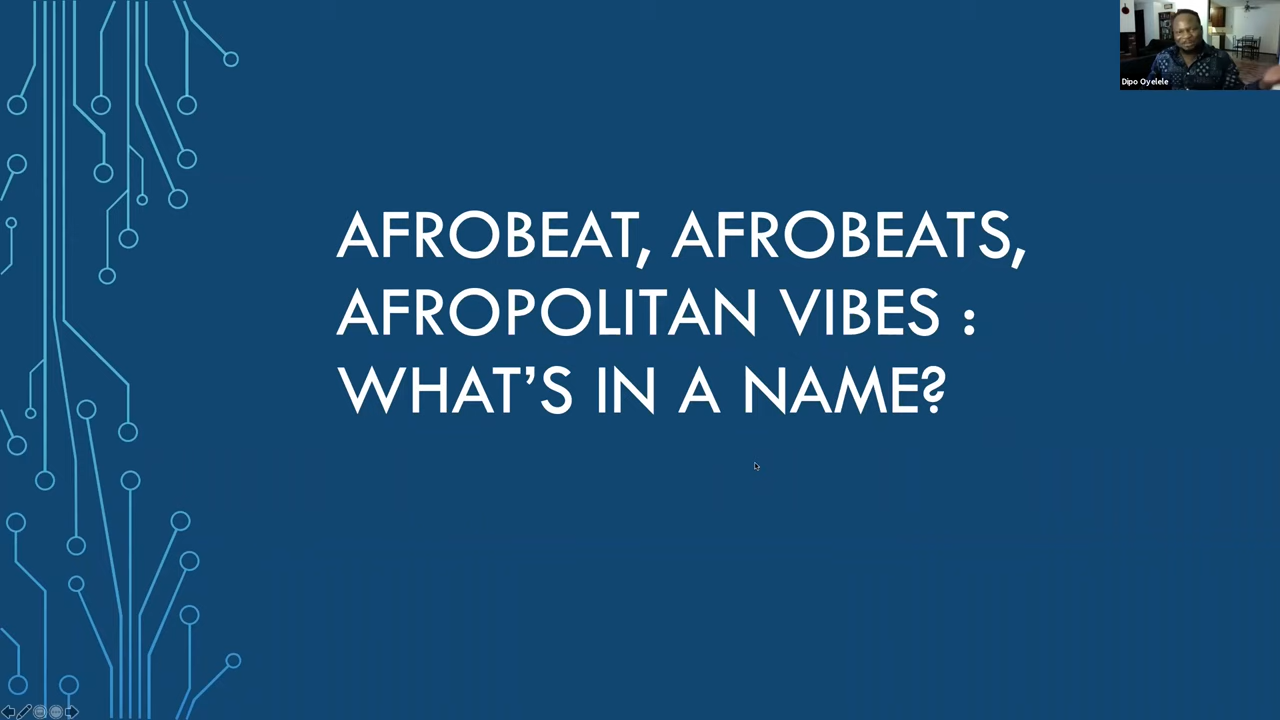 Dipo Oyelele
AFROBEAT, AFROBEATS,
AFROPOLITAN VIBES :
WHAT'S IN A NAME?